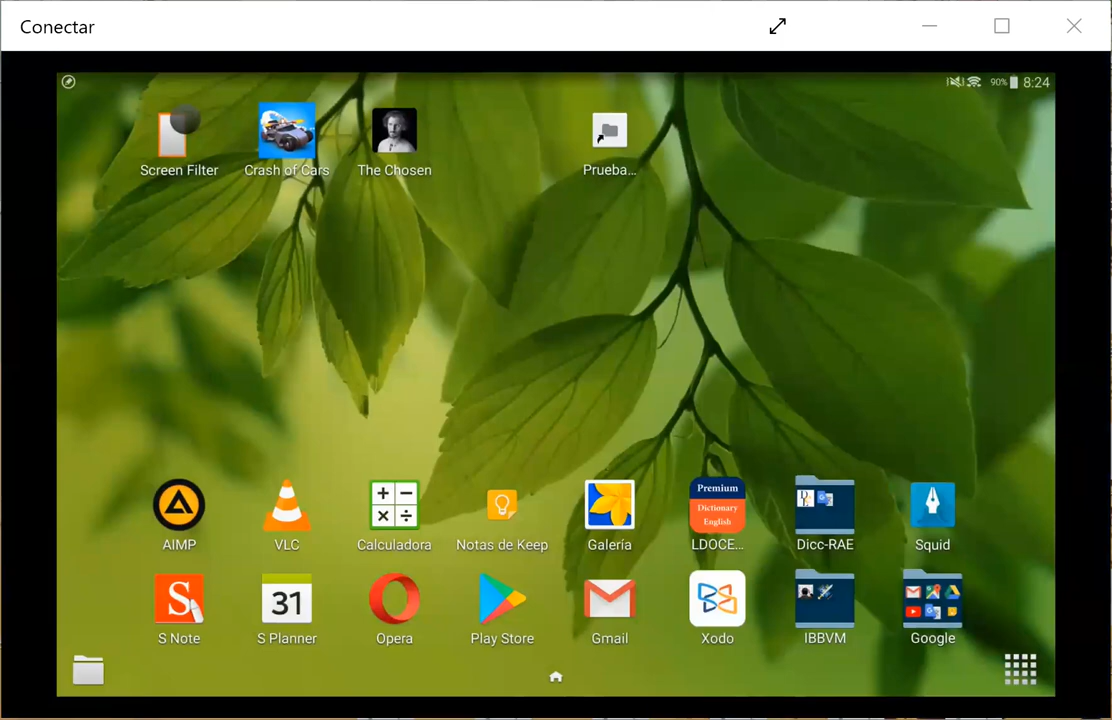 Conectar
90% 8:24
Screen Filter
Crash of Cars
The Chosen
Prueba...
Premium
Dictionary
English
AIMP
VLC
Calculadora
Notas de Keep
Galería
LDOCE...
Dicc-RAE
Squid
S
31
S Note
S Planner
Opera
Play Store
Gmail
Xodo
IBBVM
Google